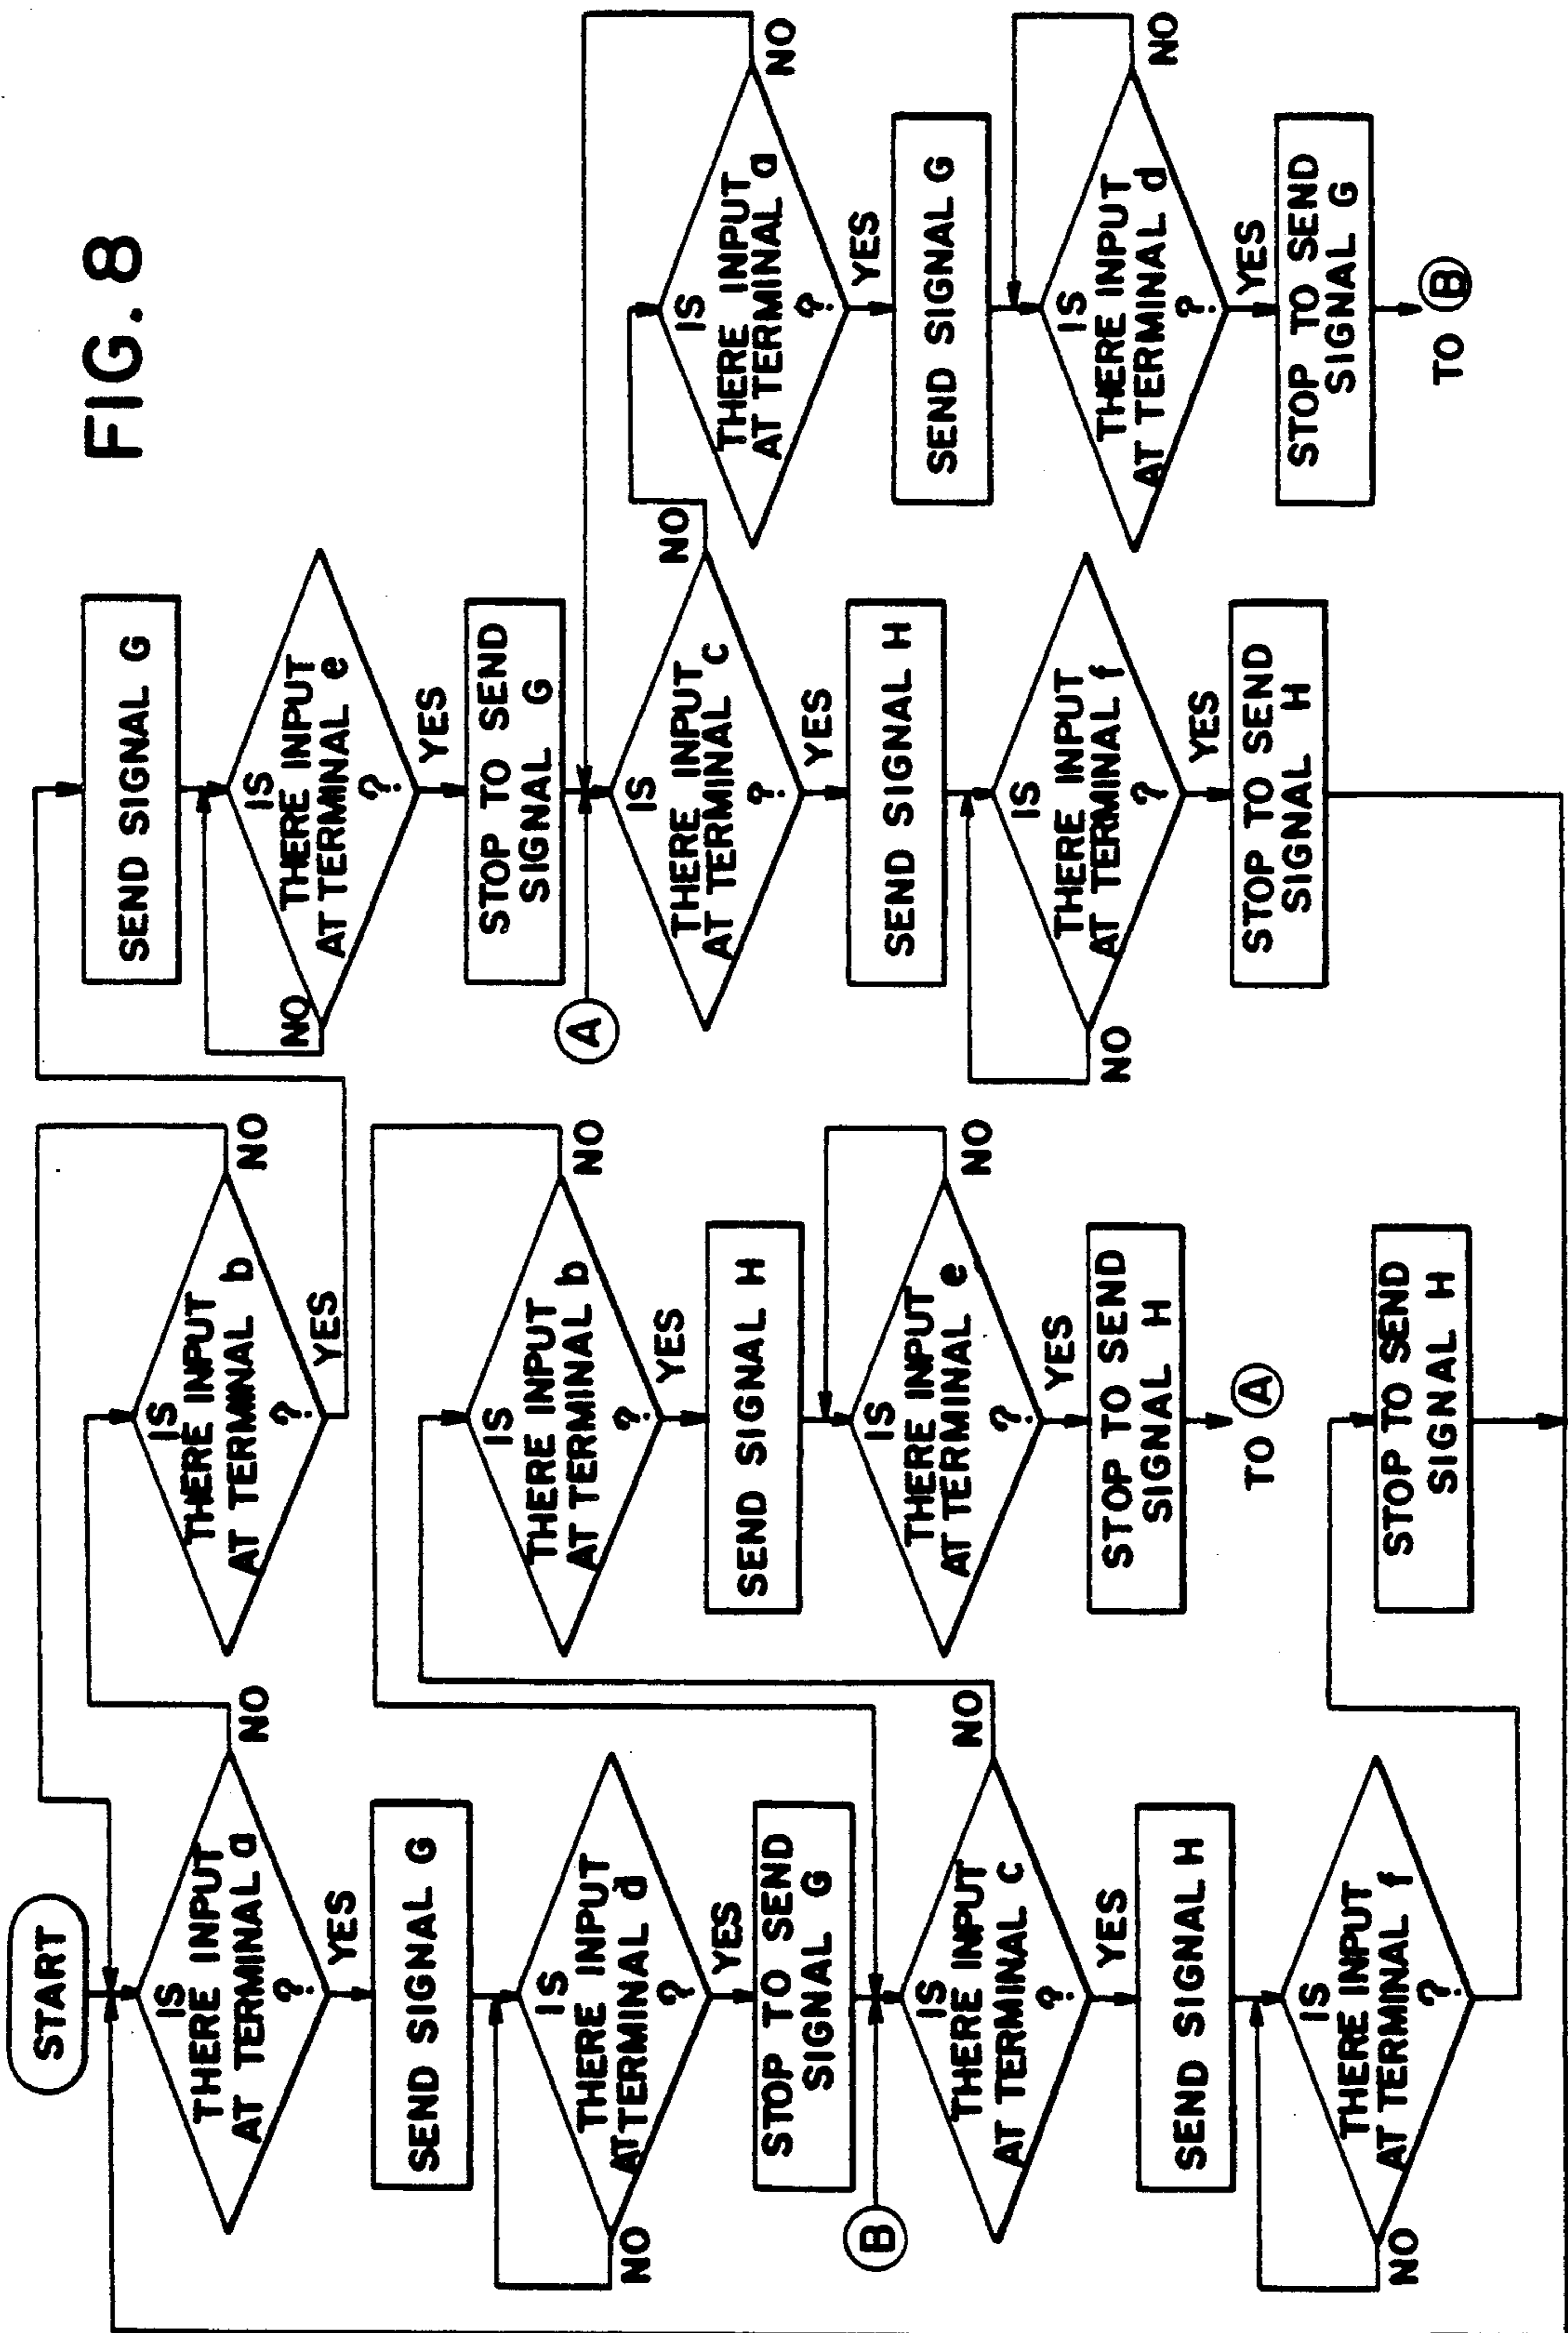 FIG. 8
START
IS
THERE INPUT
AT TERMINAL a
?
NO
YES
SEND SIGNAL G
IS
THERE INPUT
AT TERMINAL d
?
NO
YES
STOP TO SEND
SIGNAL G
B
IS
THERE INPUT
AT TERMINAL c
?
NO
YES
SEND SIGNAL H
IS
THERE INPUT
AT TERMINAL f
?
NO
IS
THERE INPUT
AT TERMINAL b
?
NO
YES
IS
THERE INPUT
AT TERMINAL b
?
NO
YES
SEND SIGNAL H
IS
THERE INPUT
AT TERMINAL e
?
NO
YES
STOP TO SEND
SIGNAL H
TO A
STOP TO SEND
SIGNAL H
SEND SIGNAL G
IS
THERE INPUT
AT TERMINAL e
?
NO
YES
STOP TO SEND
SIGNAL G
A
IS
THERE INPUT
AT TERMINAL c
?
NO
YES
SEND SIGNAL H
IS
THERE INPUT
AT TERMINAL f
?
NO
YES
STOP TO SEND
SIGNAL H
IS
THERE INPUT
AT TERMINAL a
?
NO
YES
SEND SIGNAL G
IS
THERE INPUT
AT TERMINAL d
?
NO
YES
STOP TO SEND
SIGNAL G
TO B